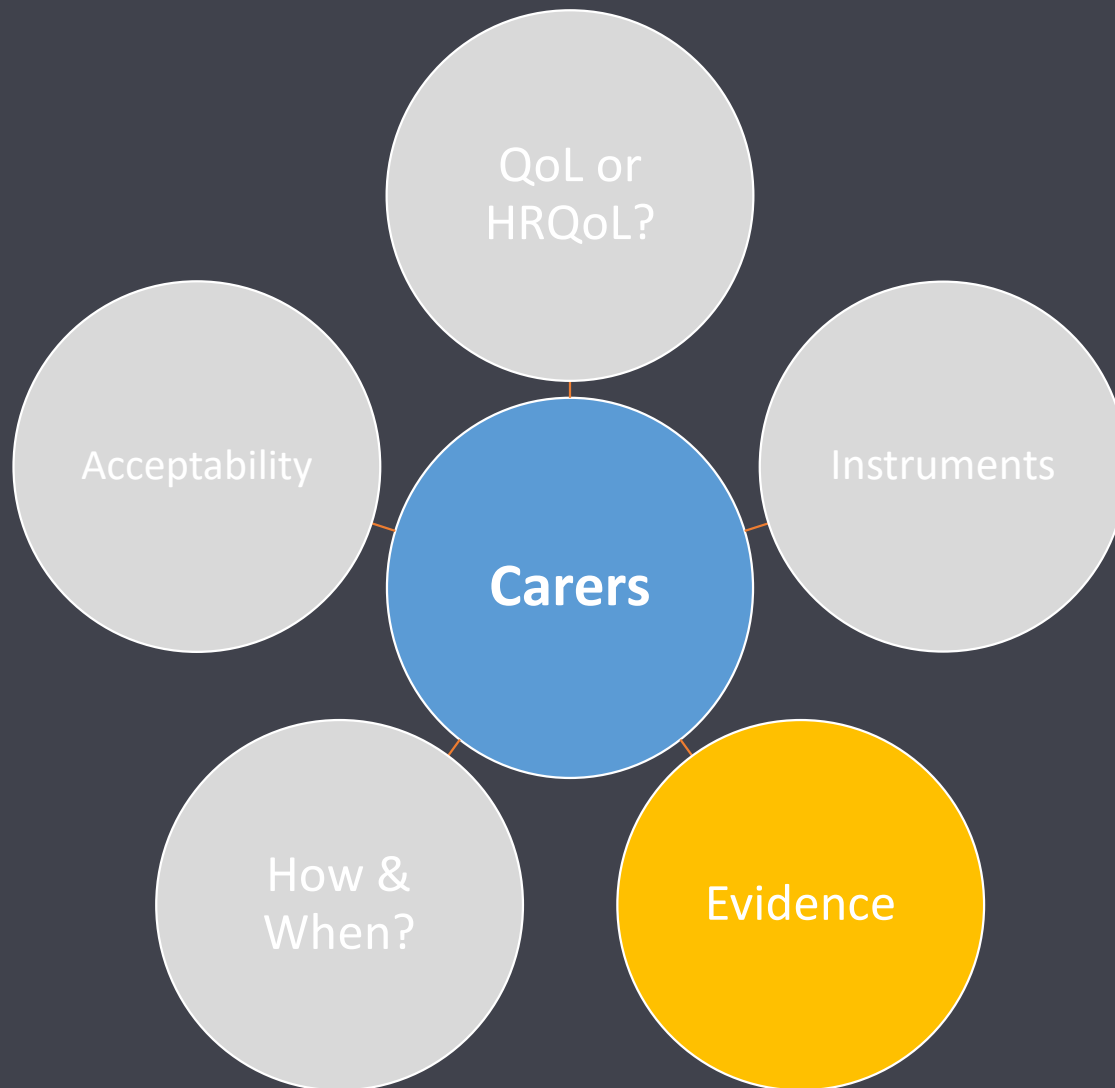 QoL or
HRQoL?
Acceptability
Instruments
Carers
How &
When?
Evidence